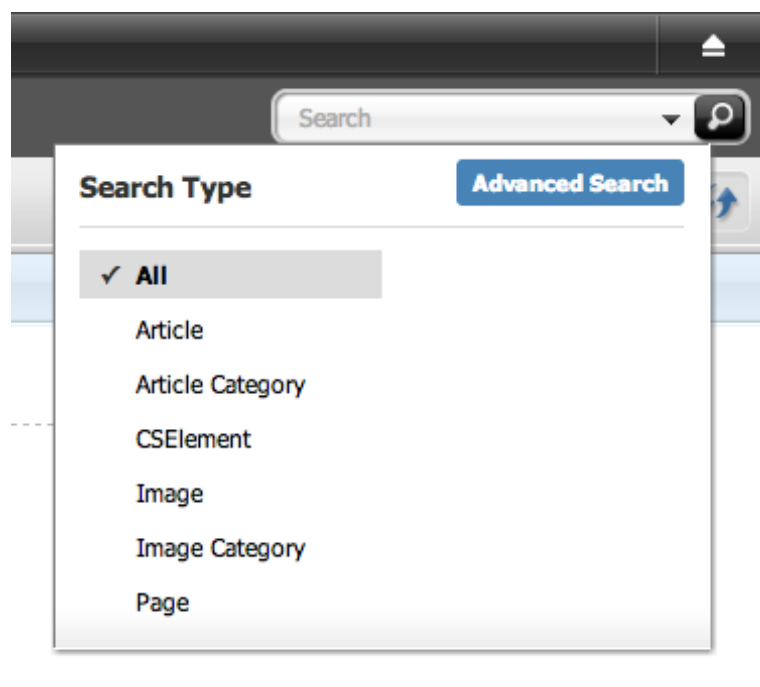 Search
Search Type
Advanced Search
✓ All
Article
Article Category
CSElement
Image
Image Category
Page